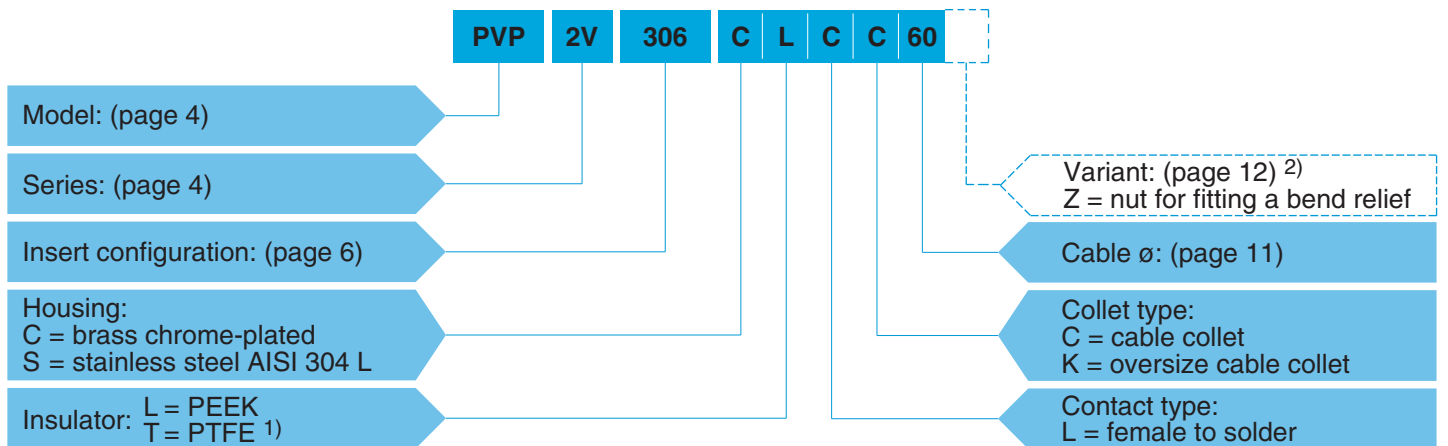 PVP 2V 306 C L C C 60
Model: (page 4)
Series: (page 4)
Insert configuration: (page 6)
Housing:
C = brass chrome-plated
S = stainless steel AISI 304 L
Insulator: L = PEEK
T = PTFE 1)
Variant: (page 12) 2)
Z = nut for fitting a bend relief
Cable ø: (page 11)
Collet type:
C = cable collet
K = oversize cable collet
Contact type:
L = female to solder